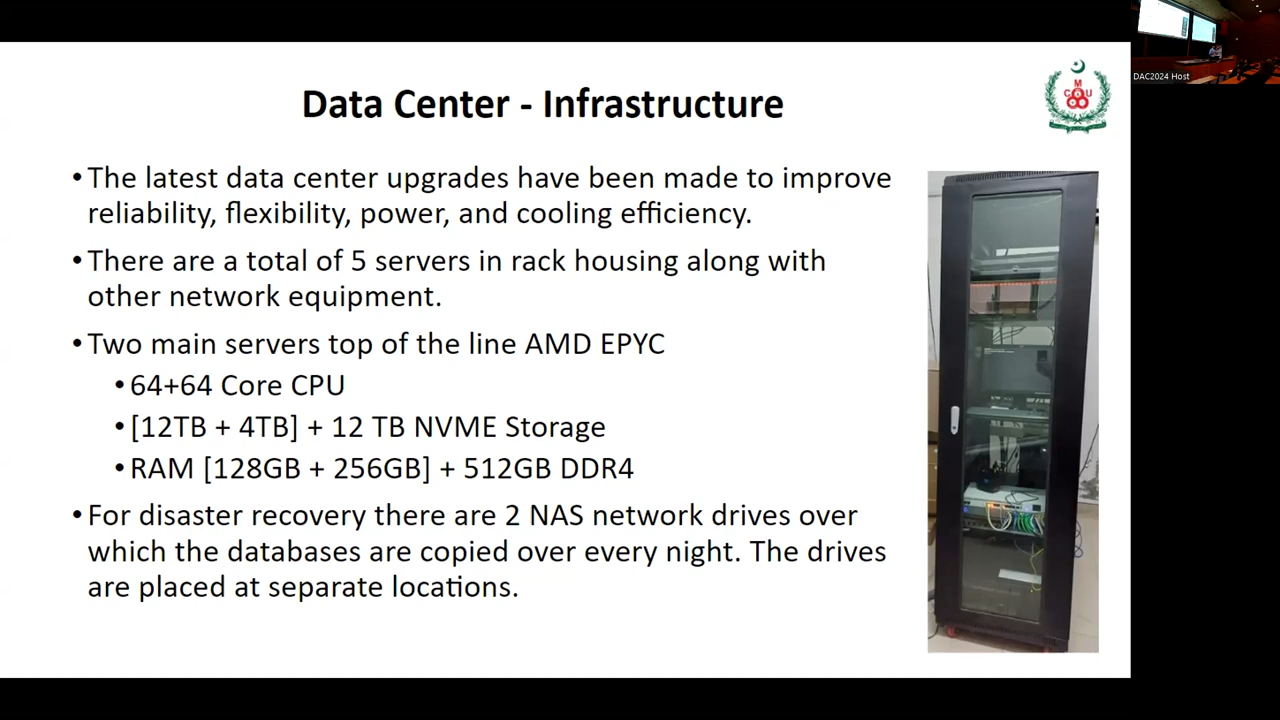 DAC2024 Host
Data Center - Infrastructure
M
C U
• The latest data center upgrades have been made to improve
reliability, flexibility, power, and cooling efficiency.
• There are a total of 5 servers in rack housing along with
other network equipment.
• Two main servers top of the line AMD EPYC
• 64+64 Core CPU
• [12TB + 4TB] + 12 TB NVME Storage
• RAM [128GB + 256GB] + 512GB DDR4
• For disaster recovery there are 2 NAS network drives over
which the databases are copied over every night. The drives
are placed at separate locations.